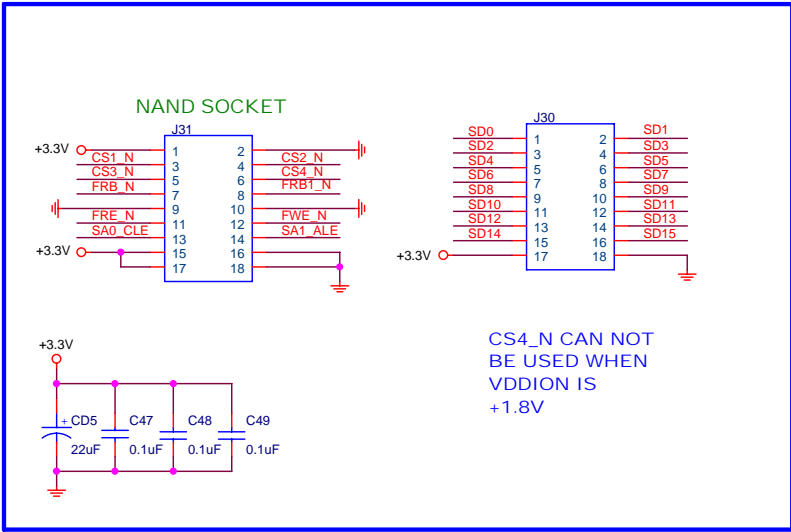 NAND SOCKET
J31
+3.3V
1 2
CS1_N 3 4 CS2_N
CS3_N 5 6 CS4_N
FRB_N 7 8 FRB1_N
9 10
FRE_N 11 12 FWE_N
SA0_CLE 13 14 SA1_ALE
+3.3V 15 16
17 18
J30
SD0 1 2 SD1
SD2 3 4 SD3
SD4 5 6 SD5
SD6 7 8 SD7
SD8 9 10 SD9
SD10 11 12 SD11
SD12 13 14 SD13
SD14 15 16 SD15
+3.3V 17 18
+3.3V
+ CD5 C47 C48 C49
22uF 0.1uF 0.1uF 0.1uF
CS4_N CAN NOT
BE USED WHEN
VDDION IS
+1.8V